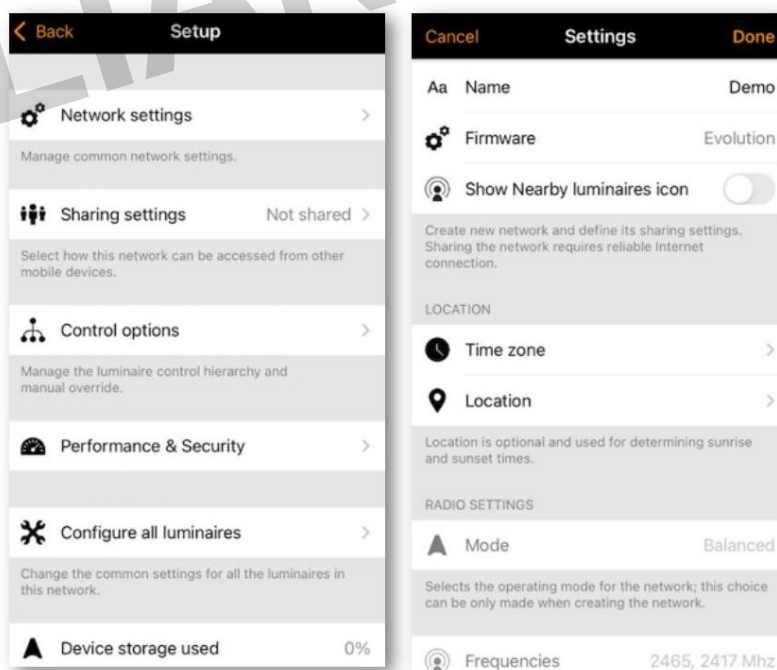 Back
Setup
Network settings
Manage common network settings.
Sharing settings
Not shared
Select how this network can be accessed from other
mobile devices.
Control options
Manage the luminaire control hierarchy and
manual override.
Performance & Security
Configure all luminaires
Change the common settings for all the luminaires in
this network.
Device storage used
0%
Cancel
Settings
Done
Aa Name
Demo
Firmware
Evolution
Show Nearby luminaires icon
Create new network and define its sharing settings.
Sharing the network requires reliable Internet
connection.
LOCATION
Time zone
Location
Location is optional and used for determining sunrise
and sunset times.
RADIO SETTINGS
Mode
Balanced
Selects the operating mode for the network; this choice
can be only made when creating the network.
Frequencies
2465, 2417 Mhz